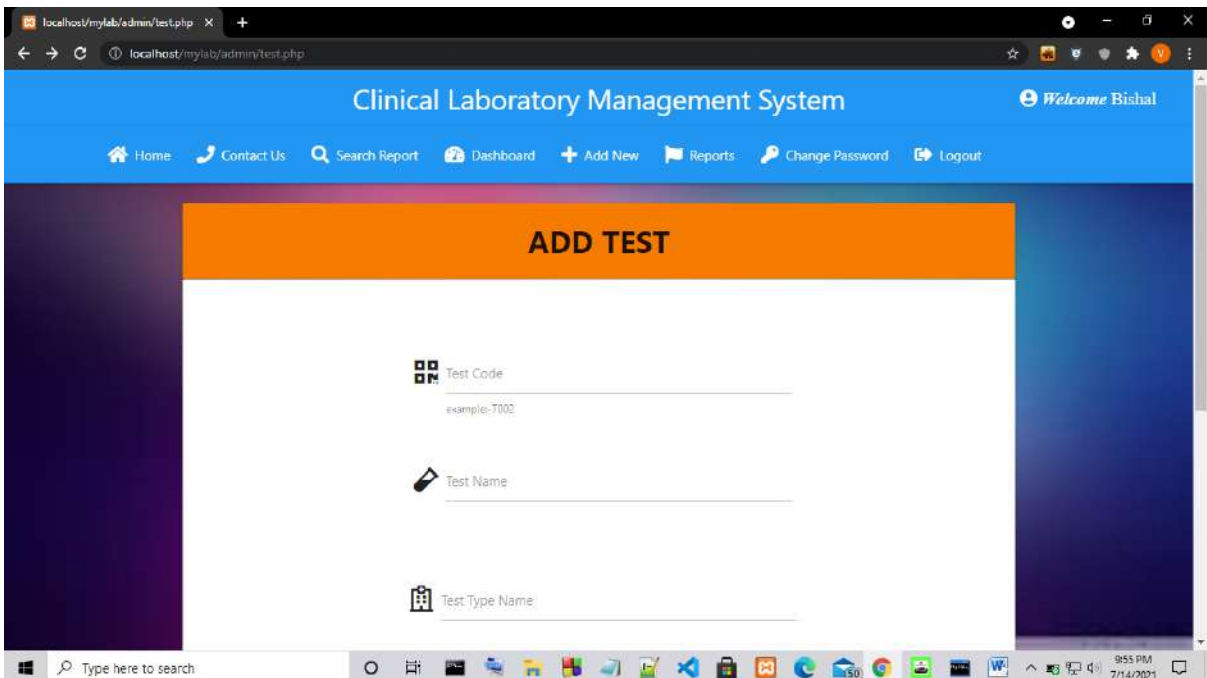 localhost/mylab/admin/test.php
localhost/mylab/admin/test.php
V
Clinical Laboratory Management System
Welcome Bishal
Home Contact Us Search Report Dashboard Add New Reports Change Password Logout
ADD TEST
Test Code
example:-T002
Test Name
Test Type Name
Type here to search
50
9:55 PM
7/14/2021